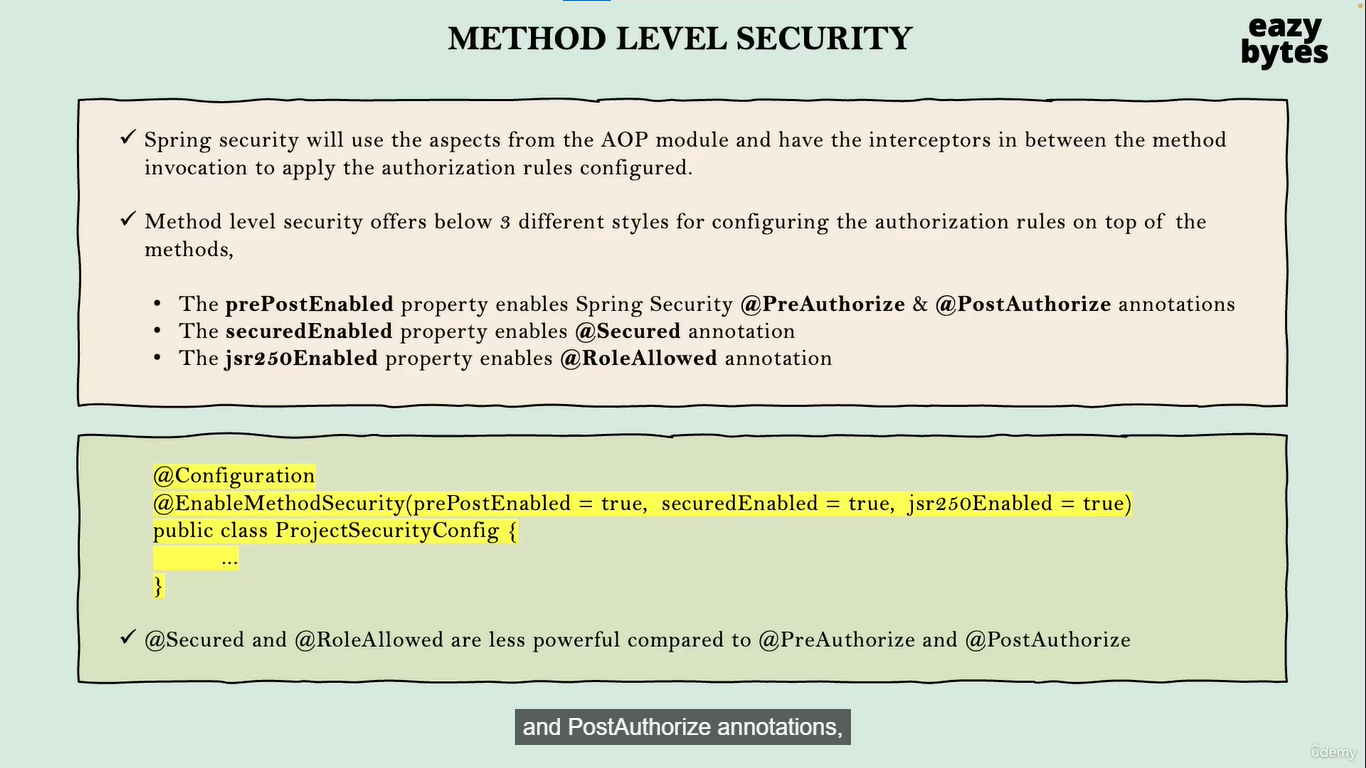 METHOD LEVEL SECURITY
eazy
bytes
✓ Spring security will use the aspects from the AOP module and have the interceptors in between the method
invocation to apply the authorization rules configured.
✓ Method level security offers below 3 different styles for configuring the authorization rules on top of the
methods,
• The prePostEnabled property enables Spring Security @PreAuthorize & @PostAuthorize annotations
• The securedEnabled property enables @Secured annotation
• The jsr250Enabled property enables @RoleAllowed annotation
@Configuration
@EnableMethodSecurity(prePostEnabled = true, securedEnabled = true, jsr250Enabled = true)
public class ProjectSecurityConfig {
...
}
✓ @Secured and @RoleAllowed are less powerful compared to @PreAuthorize and @PostAuthorize
and PostAuthorize annotations,
ûdemy